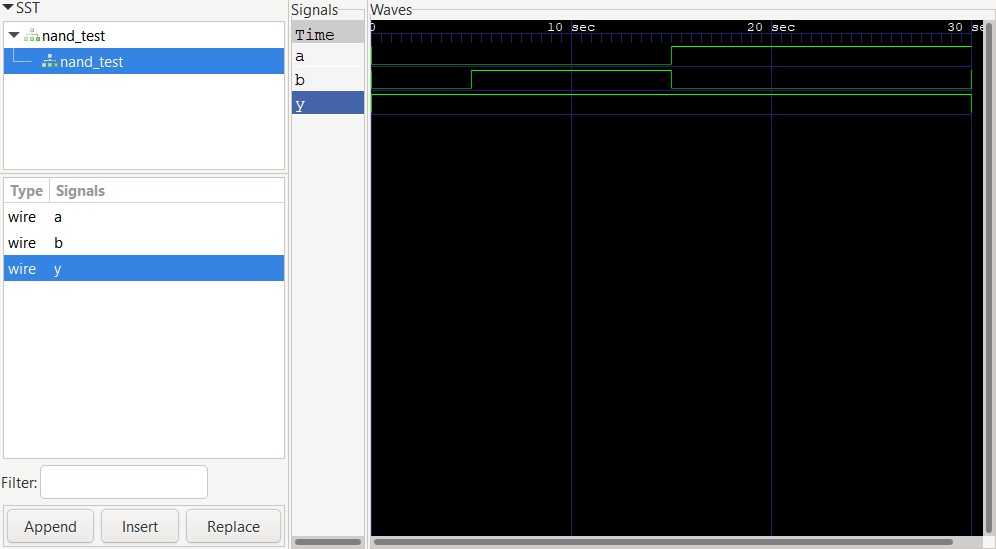 SST
nand_test
nand_test
Type Signals
wire a
wire b
wire y
Filter:
Append Insert Replace
Signals
Time
a
b
y
Waves
0 10 sec 20 sec 30 se